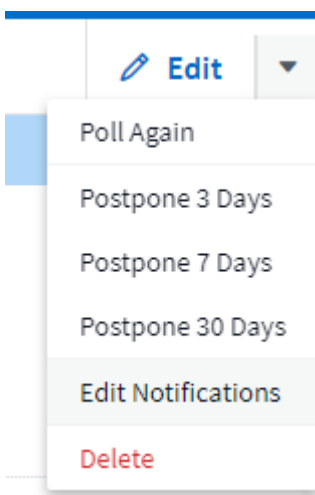 Edit
Poll Again
Postpone 3 Days
Postpone 7 Days
Postpone 30 Days
Edit Notifications
Delete